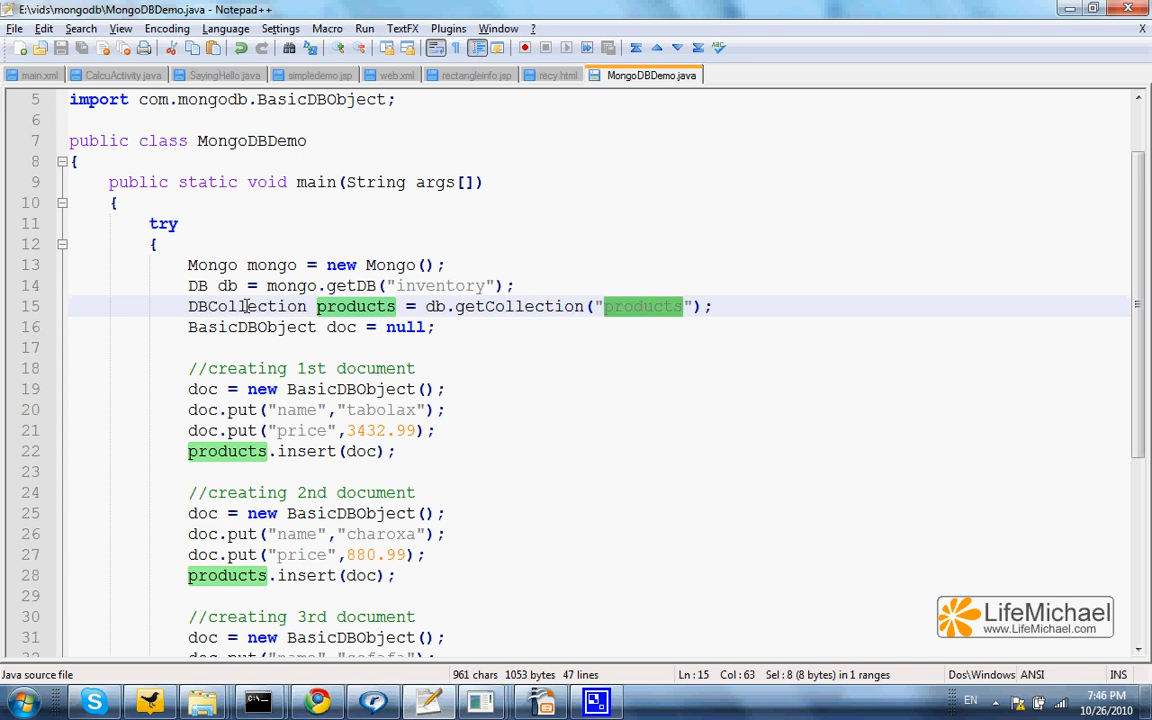 E:\vids\mongodb\MongoDBDemo.java - Notepad++
File Edit Search View Encoding Language Settings Macro Run TextFX Plugins Window ? X
main.xml CalcuActivity.java SayingHello.java simpledemo.jsp web.xml rectangleinfo.jsp recy.html MongoDBDemo.java
5 import com.mongodb.BasicDBObject;
6
7 public class MongoDBDemo
8 {
9 public static void main(String args[])
10 {
11 try
12 {
13 Mongo mongo = new Mongo();
14 DB db = mongo.getDB("inventory");
15 DBCollection products = db.getCollection("products");
16 BasicDBObject doc = null;
17
18 //creating 1st document
19 doc = new BasicDBObject();
20 doc.put("name","tabolax");
21 doc.put("price",3432.99);
22 products.insert(doc);
23
24 //creating 2nd document
25 doc = new BasicDBObject();
26 doc.put("name","charoxa");
27 doc.put("price",880.99);
28 products.insert(doc);
29
30 //creating 3rd document
31 doc = new BasicDBObject();
LifeMichael
www.LifeMichael.com
Java source file 961 chars 1053 bytes 47 lines Ln : 15 Col : 63 Sel : 8 (8 bytes) in 1 ranges Dos\Windows ANSI INS
EN 7:46 PM
10/26/2010